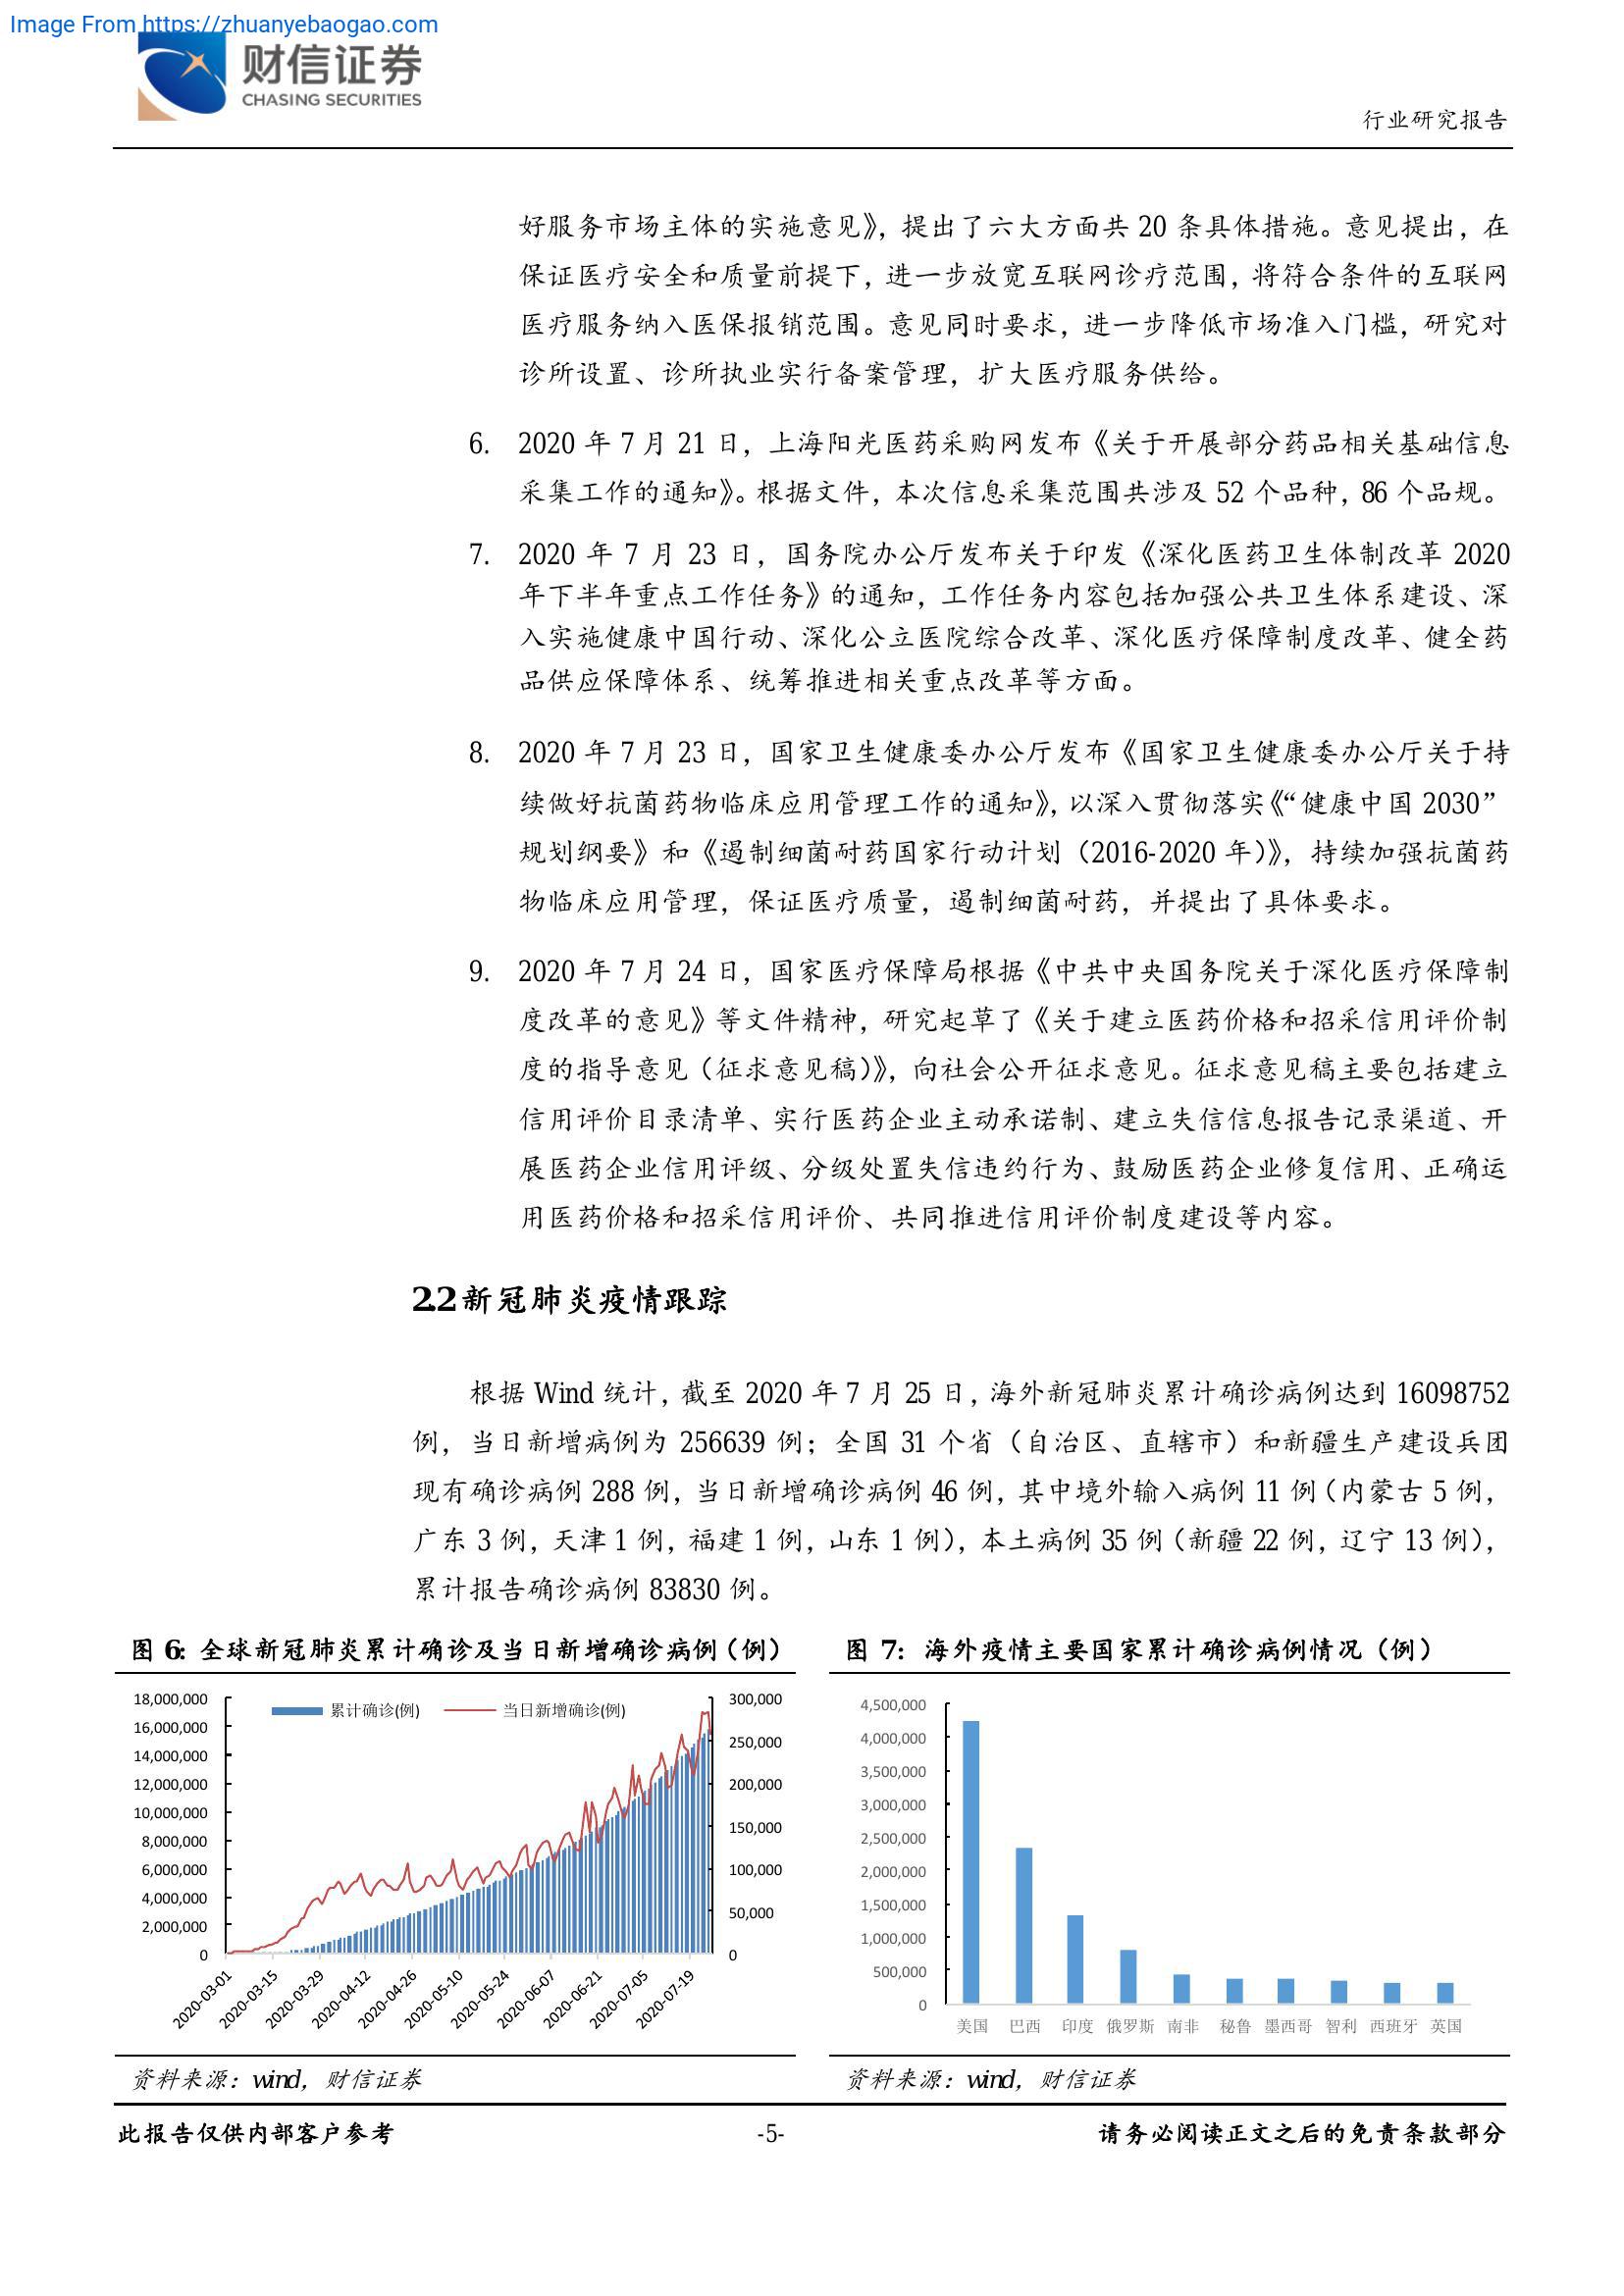 Image From https://zhuanyebaogao.com
财信证券
CHASING SECURITIES
行业研究报告
好服务市场主体的实施意见》，提出了六大方面共 20 条具体措施。意见提出，在
保证医疗安全和质量前提下，进一步放宽互联网诊疗范围，将符合条件的互联网
医疗服务纳入医保报销范围。意见同时要求，进一步降低市场准入门槛，研究对
诊所设置、诊所执业实行备案管理，扩大医疗服务供给。
6. 2020 年 7 月 21 日，上海阳光医药采购网发布《关于开展部分药品相关基础信息
采集工作的通知》。根据文件，本次信息采集范围共涉及 52 个品种，86 个品规。
7. 2020 年 7 月 23 日，国务院办公厅发布关于印发《深化医药卫生体制改革 2020
年下半年重点工作任务》的通知，工作任务内容包括加强公共卫生体系建设、深
入实施健康中国行动、深化公立医院综合改革、深化医疗保障制度改革、健全药
品供应保障体系、统筹推进相关重点改革等方面。
8. 2020 年 7 月 23 日，国家卫生健康委办公厅发布《国家卫生健康委办公厅关于持
续做好抗菌药物临床应用管理工作的通知》，以深入贯彻落实《“健康中国 2030”
规划纲要》和《遏制细菌耐药国家行动计划（2016-2020 年）》，持续加强抗菌药
物临床应用管理，保证医疗质量，遏制细菌耐药，并提出了具体要求。
9. 2020 年 7 月 24 日，国家医疗保障局根据《中共中央国务院关于深化医疗保障制
度改革的意见》等文件精神，研究起草了《关于建立医药价格和招采信用评价制
度的指导意见（征求意见稿）》，向社会公开征求意见。征求意见稿主要包括建立
信用评价目录清单、实行医药企业主动承诺制、建立失信信息报告记录渠道、开
展医药企业信用评级、分级处置失信违约行为、鼓励医药企业修复信用、正确运
用医药价格和招采信用评价、共同推进信用评价制度建设等内容。
2.2 新冠肺炎疫情跟踪
根据 Wind 统计，截至 2020 年 7 月 25 日，海外新冠肺炎累计确诊病例达到 16098752
例，当日新增病例为 256639 例；全国 31 个省（自治区、直辖市）和新疆生产建设兵团
现有确诊病例 288 例，当日新增确诊病例 46 例，其中境外输入病例 11 例（内蒙古 5 例，
广东 3 例，天津 1 例，福建 1 例，山东 1 例），本土病例 35 例（新疆 22 例，辽宁 13 例），
累计报告确诊病例 83830 例。
图 6：全球新冠肺炎累计确诊及当日新增确诊病例（例）
累计确诊(例) 当日新增确诊(例)
18,000,000
16,000,000
14,000,000
12,000,000
10,000,000
8,000,000
6,000,000
4,000,000
2,000,000
0
300,000
250,000
200,000
150,000
100,000
50,000
0
2020-03-01
2020-03-15
2020-03-29
2020-04-12
2020-04-26
2020-05-10
2020-05-24
2020-06-07
2020-06-21
2020-07-05
2020-07-19
资料来源：wind，财信证券
图 7：海外疫情主要国家累计确诊病例情况（例）
4,500,000
4,000,000
3,500,000
3,000,000
2,500,000
2,000,000
1,500,000
1,000,000
500,000
0
美国 巴西 印度 俄罗斯 南非 秘鲁 墨西哥 智利 西班牙 英国
资料来源：wind，财信证券
此报告仅供内部客户参考 -5- 请务必阅读正文之后的免责条款部分